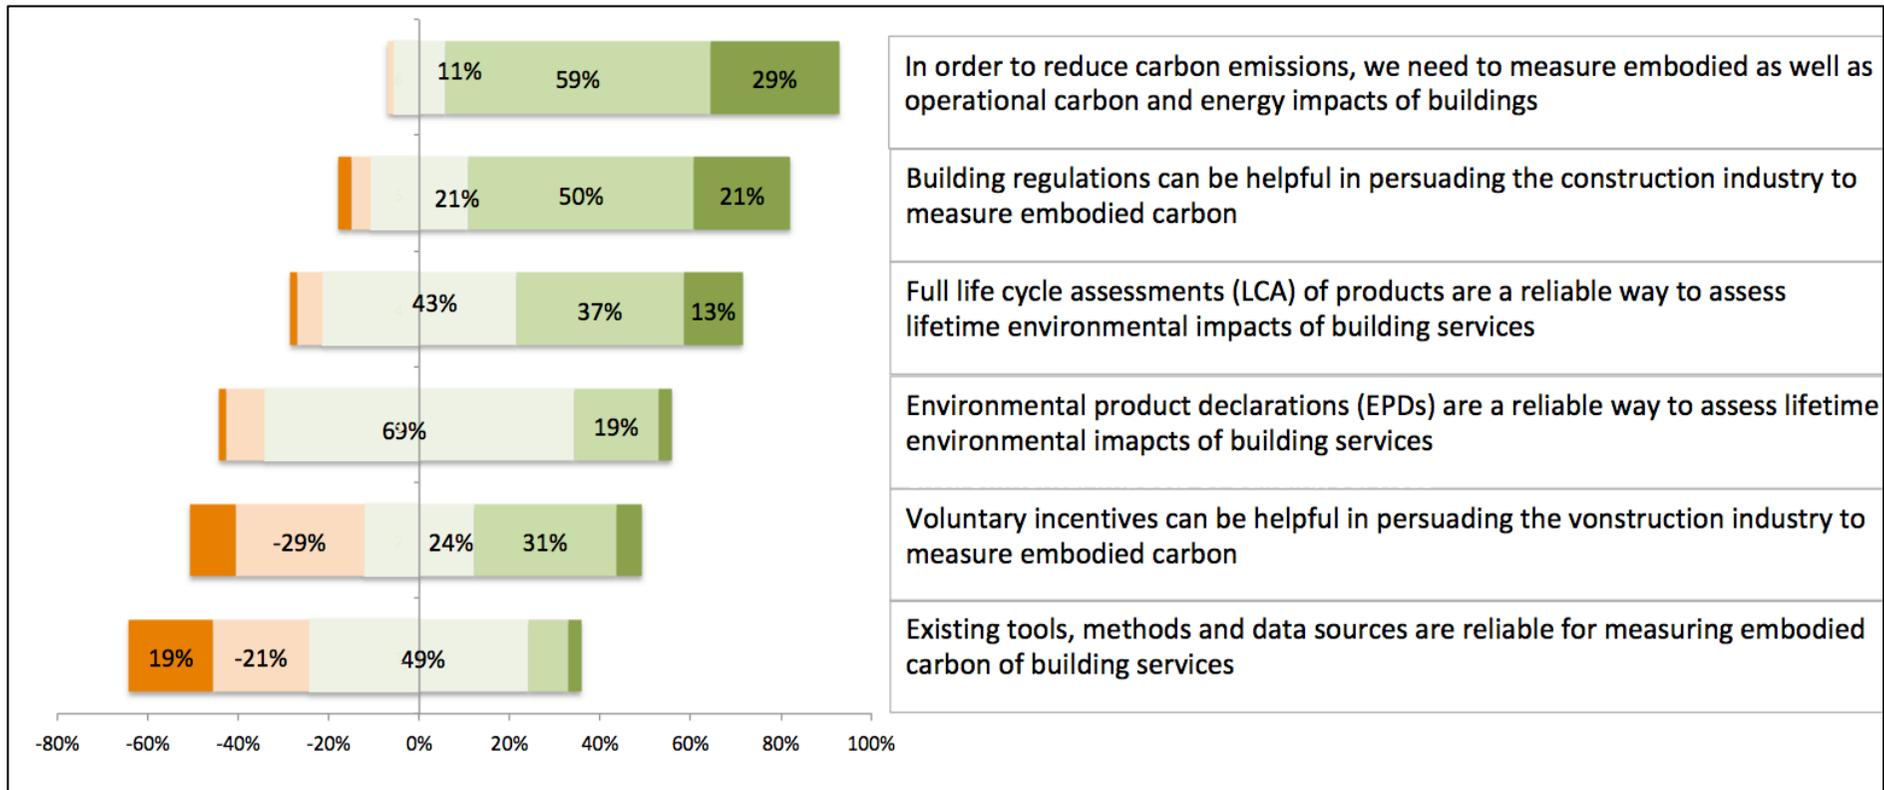 11% 59% 29%
In order to reduce carbon emissions, we need to measure embodied as well as
operational carbon and energy impacts of buildings
21% 50% 21%
Building regulations can be helpful in persuading the construction industry to
measure embodied carbon
43% 37% 13%
Full life cycle assessments (LCA) of products are a reliable way to assess
lifetime environmental impacts of building services
69% 19%
Environmental product declarations (EPDs) are a reliable way to assess lifetime
environmental imapcts of building services
-29% 24% 31%
Voluntary incentives can be helpful in persuading the vonstruction industry to
measure embodied carbon
19% -21% 49%
Existing tools, methods and data sources are reliable for measuring embodied
carbon of building services
-80% -60% -40% -20% 0% 20% 40% 60% 80% 100%